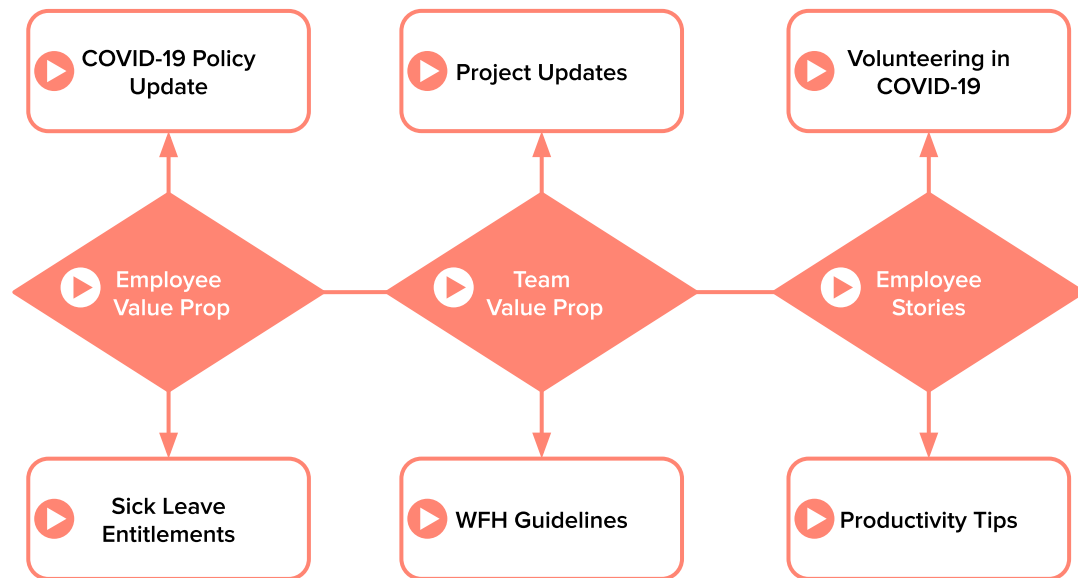 COVID-19 Policy
Update
Project Updates
Volunteering in
COVID-19
Employee
Value Prop
Team
Value Prop
Employee
Stories
Sick Leave
Entitlements
WFH Guidelines
Productivity Tips